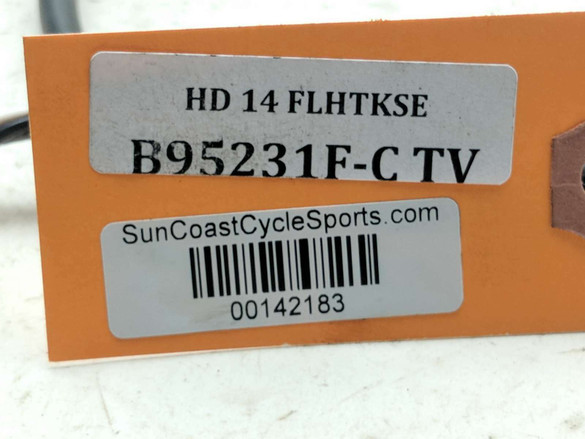 HD 14 FLHTKSE
B95231F-C TV
SunCoastCycleSports.com
00142183